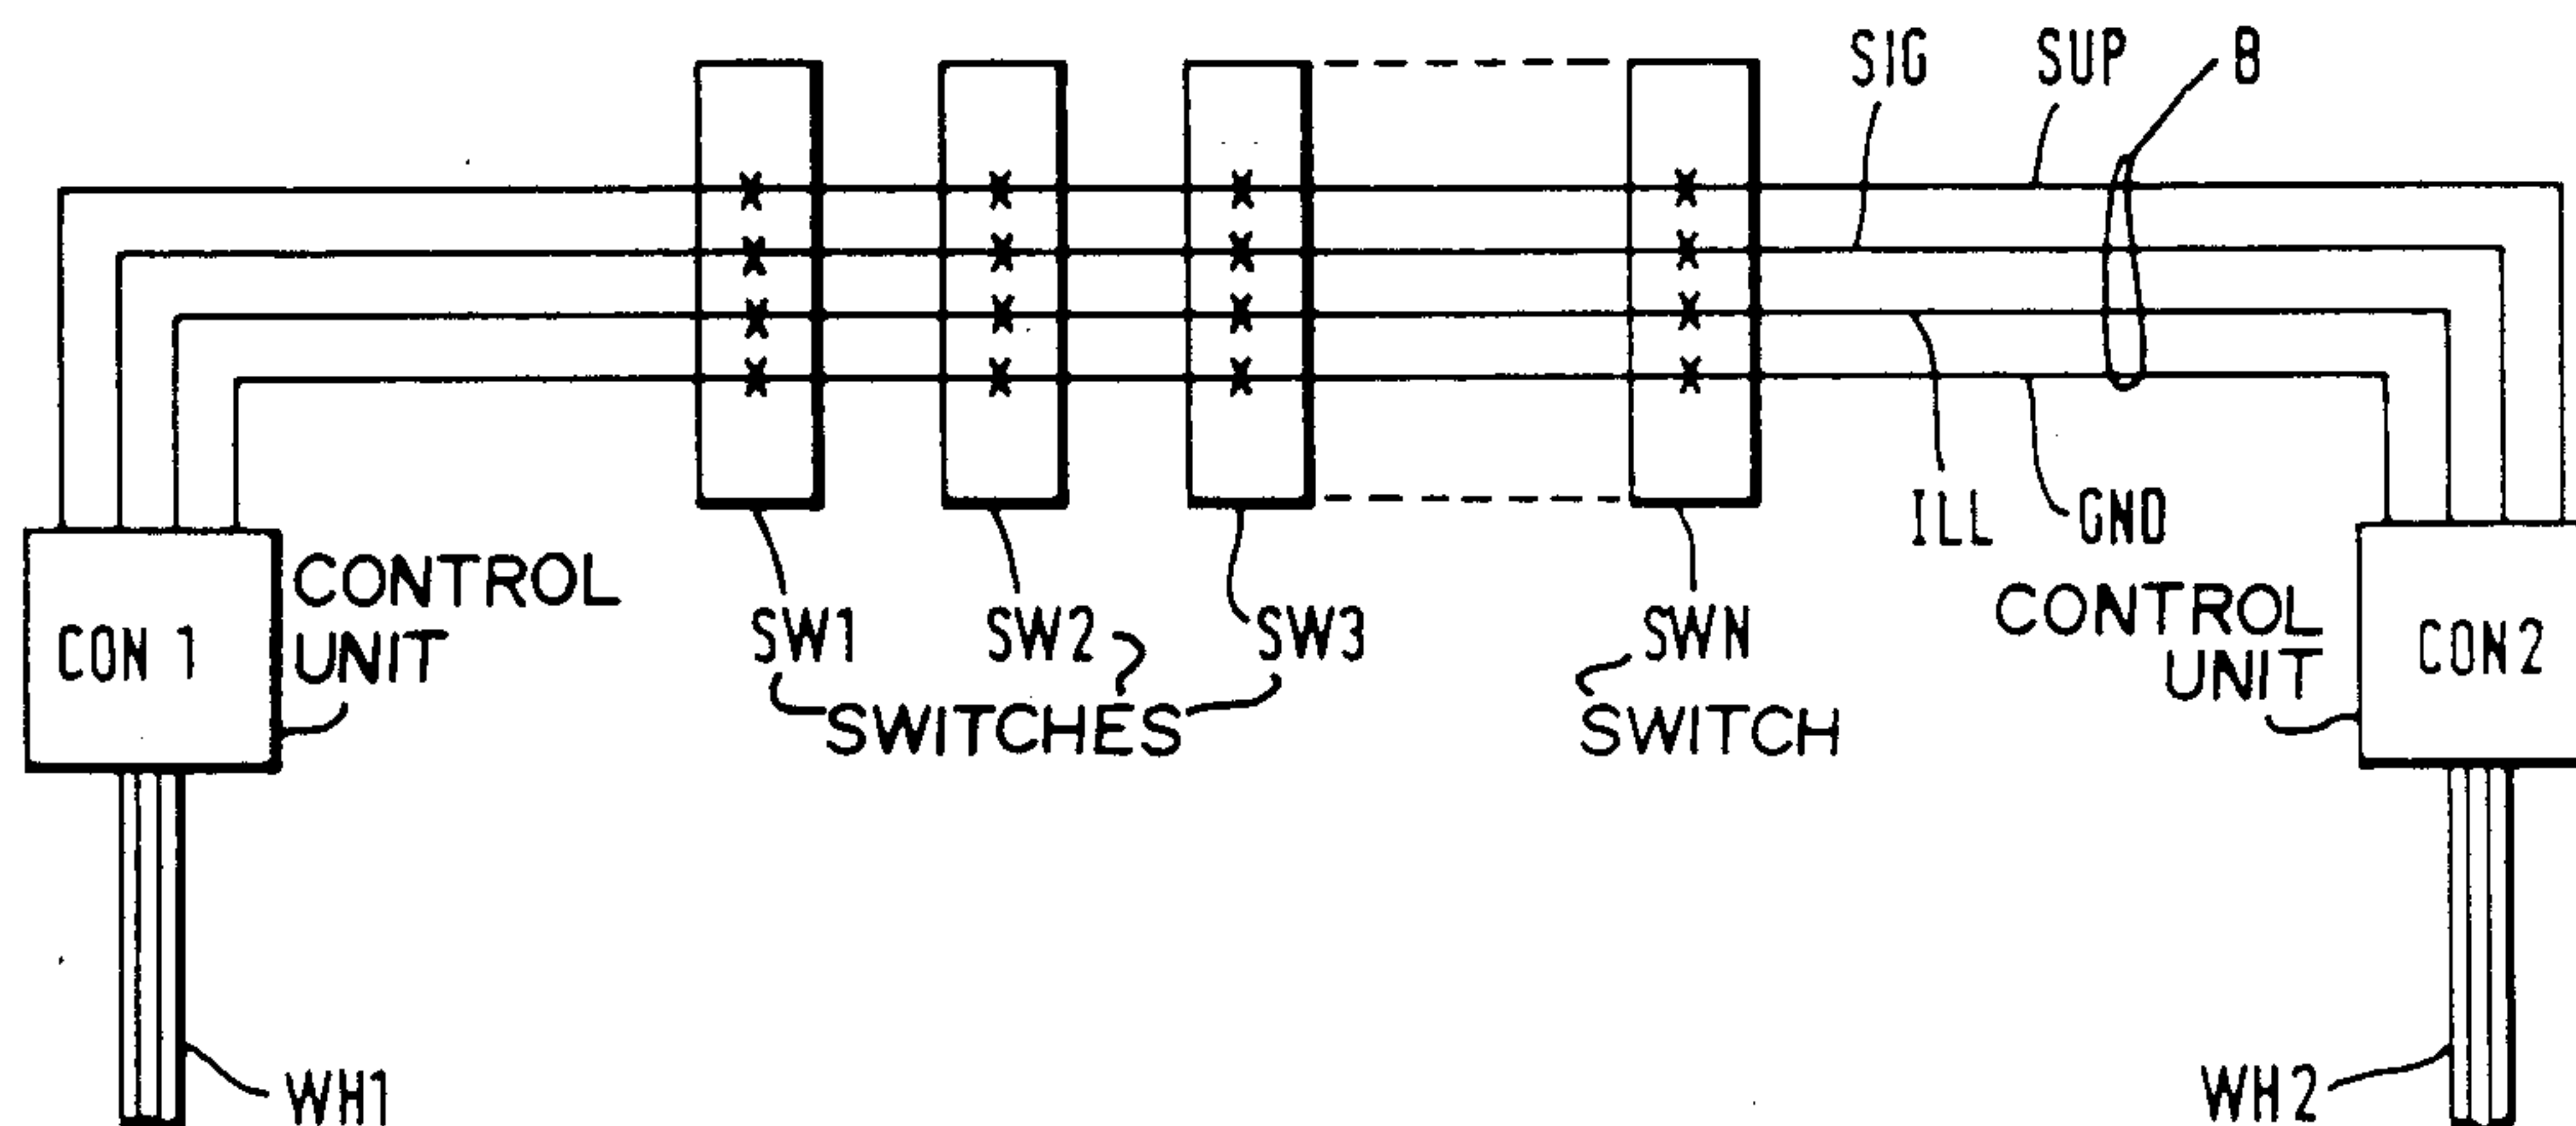 SIG SUP B
ILL GND
CON 1 CONTROL UNIT
SW1 SW2 SW3 SWN
SWITCHES SWITCH
CONTROL UNIT CON2
WH1 WH2